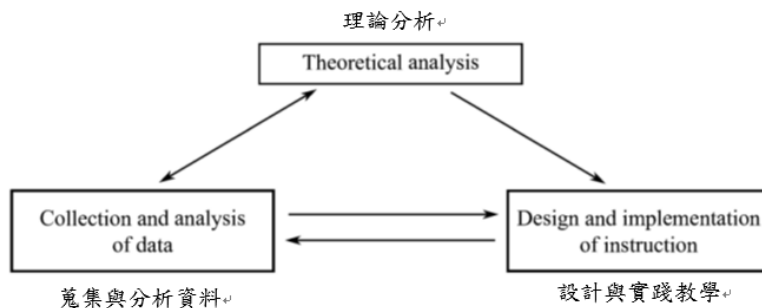 理論分析
Theoretical analysis
Collection and analysis
of data
Design and implementation
of instruction
蒐集與分析資料
設計與實踐教學